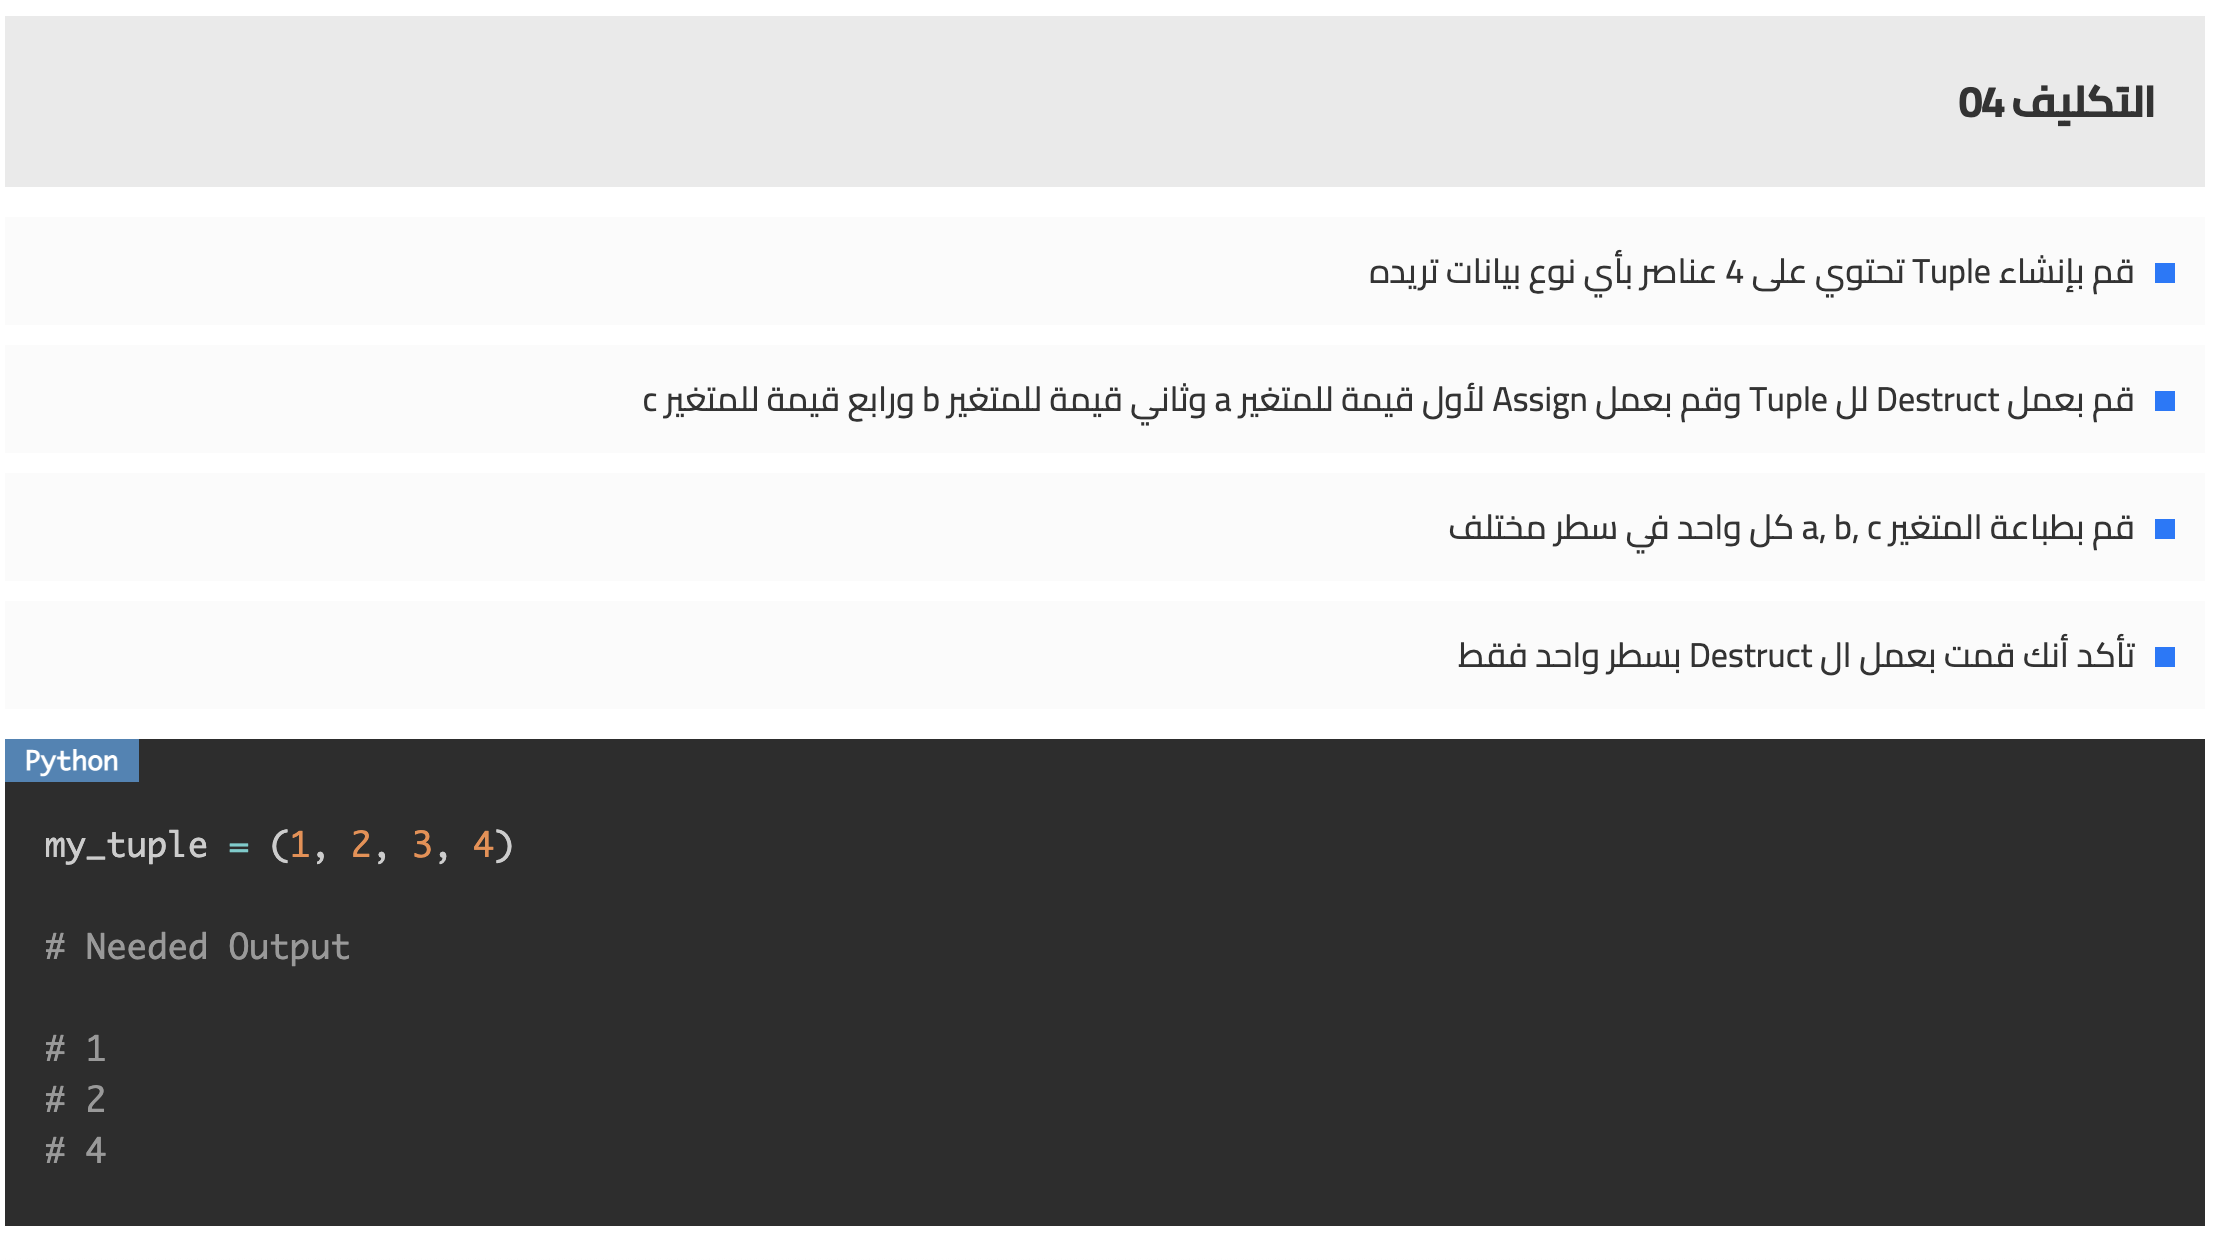 التكليف 04
قم بإنشاء Tuple تحتوي على 4 عناصر بأي نوع بيانات تريده
قم بعمل Destruct لل Tuple وقم بعمل Assign لأول قيمة للمتغير a وثاني قيمة للمتغير b ورابع قيمة للمتغير c
قم بطباعة المتغير a, b, c كل واحد في سطر مختلف
تأكد أنك قمت بعمل ال Destruct بسطر واحد فقط
Python
my_tuple = (1, 2, 3, 4)
# Needed Output
# 1
# 2
# 4